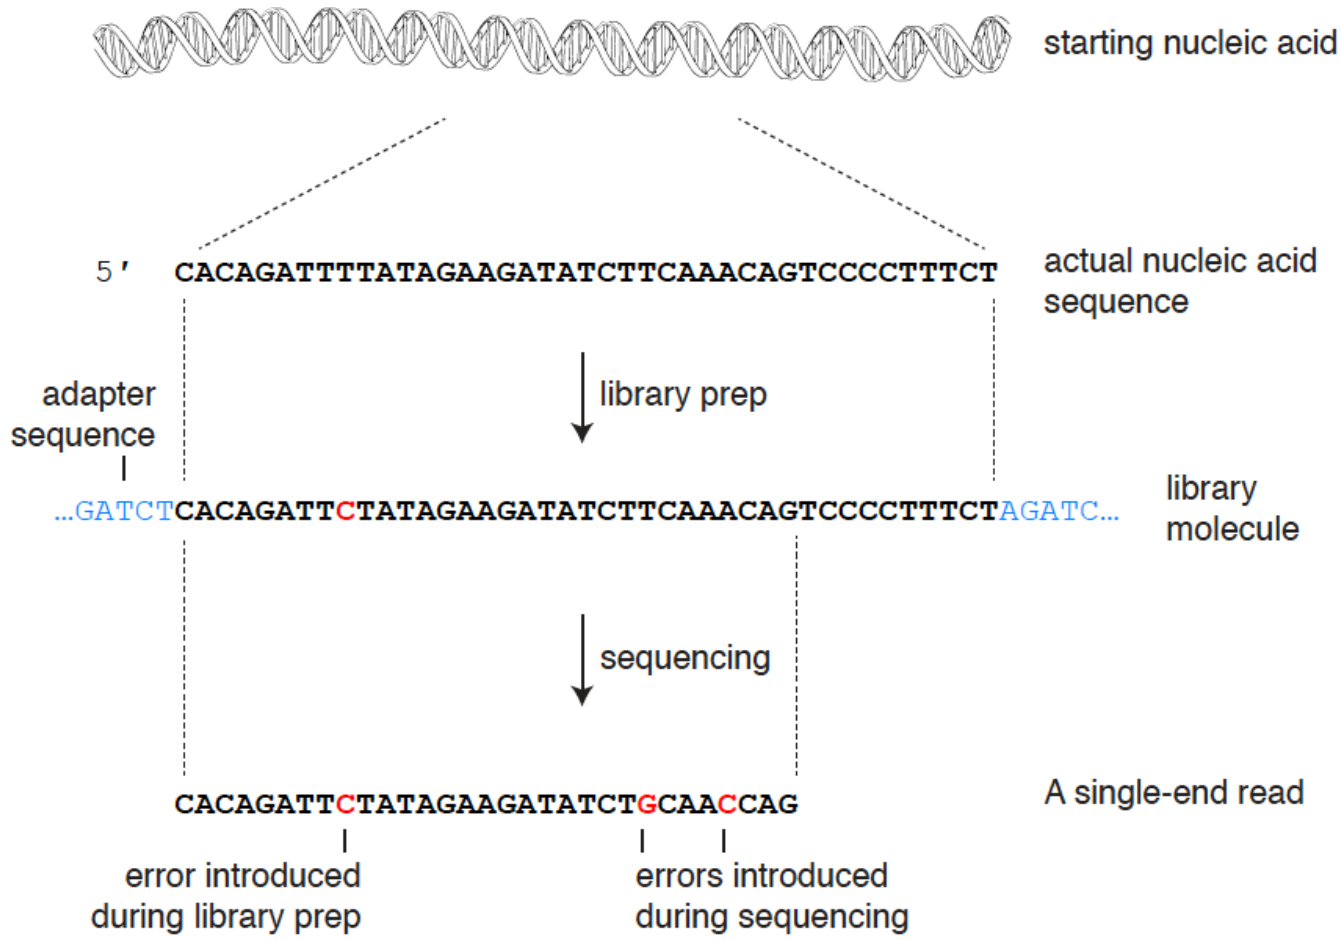 starting nucleic acid
5 ′ CACAGATTTTATAGAAGATATCTTCAAACAGTCCCCTTTCT
actual nucleic acid
sequence
library prep
adapter
sequence
...GATCTCACAGATTCTATAGAAGATATCTTCAAACAGTCCCCTTTCTAGATC...
library
molecule
sequencing
CACAGATTCTATAGAAGATATCTGCAACCAG
A single-end read
error introduced
during library prep
errors introduced
during sequencing